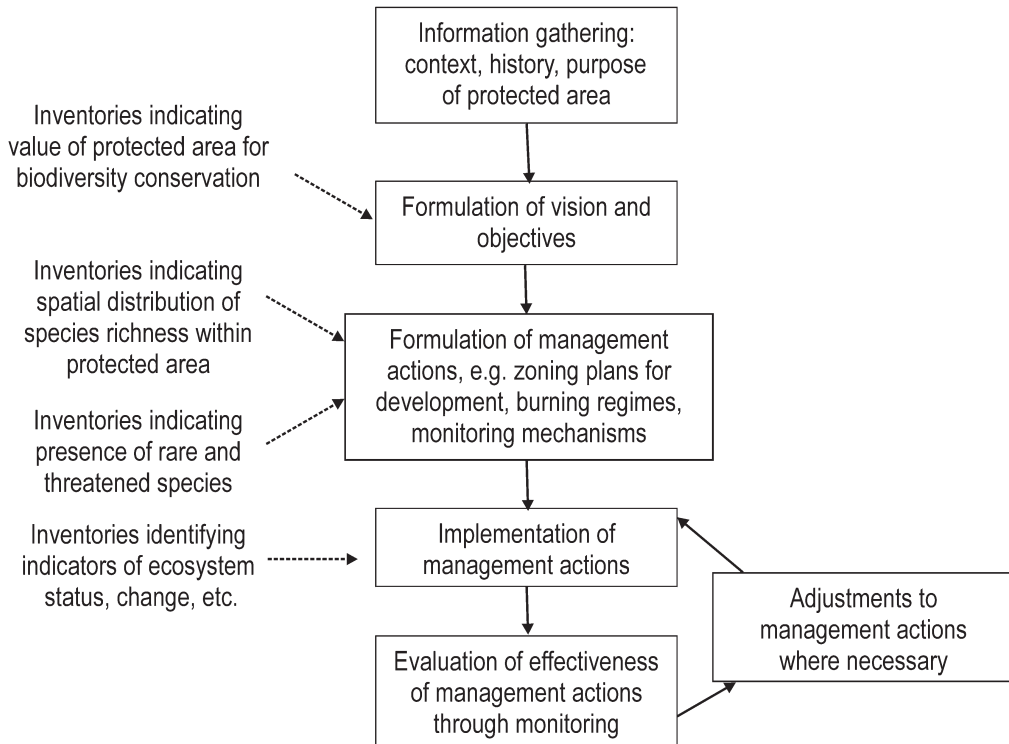 Information gathering:
context, history, purpose
of protected area
Inventories indicating
value of protected area for
biodiversity conservation
Formulation of vision and
objectives
Inventories indicating
spatial distribution of
species richness within
protected area
Formulation of management
actions, e.g. zoning plans for
development, burning regimes,
monitoring mechanisms
Inventories indicating
presence of rare and
threatened species
Inventories identifying
indicators of ecosystem
status, change, etc.
Implementation of
management actions
Adjustments to
management actions
where necessary
Evaluation of effectiveness
of management actions
through monitoring